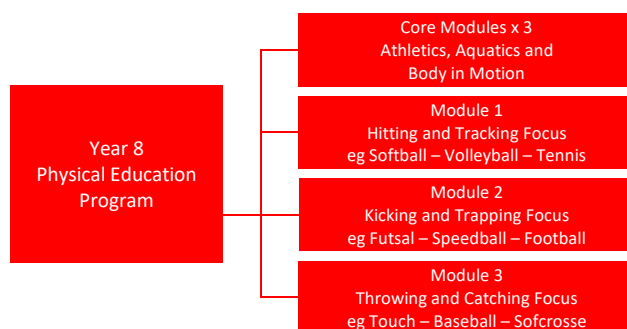 Core Modules x 3
Athletics, Aquatics and
Body in Motion
Year 8
Physical Education
Program
Module 1
Hitting and Tracking Focus
eg Softball – Volleyball – Tennis
Module 2
Kicking and Trapping Focus
eg Futsal – Speedball – Football
Module 3
Throwing and Catching Focus
eg Touch – Baseball – Sofcrosse